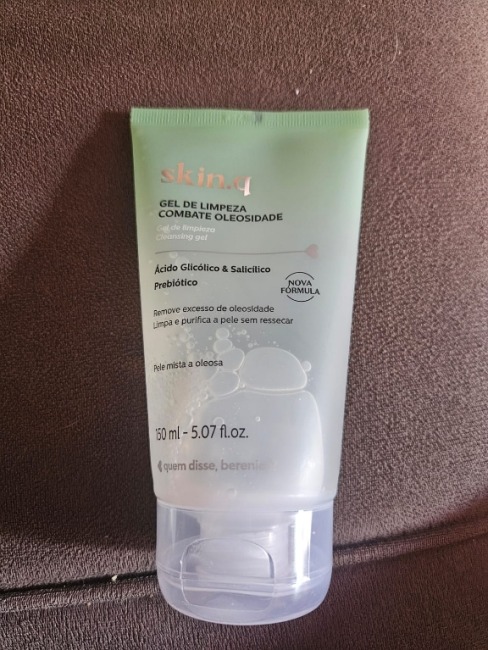 skin.q
GEL DE LIMPEZA
COMBATE OLEOSIDADE
Gel de limpieza
Cleansing gel
Ácido Glicólico & Salicílico
Prebiótico
NOVA
FÓRMULA
Remove excesso de oleosidade
Limpa e purifica a pele sem ressecar
Pele mista a oleosa
150 ml - 5.07 fl.oz.
quem disse, berenice?